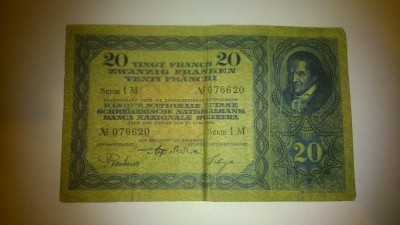 20 VINGT FRANCS 20
ZWANZIG FRANKEN
VENTI FRANCHI
SERIE 1 M № 078620
BANQUE NATIONALE SUISSE
SCHWEIZERISCHE NATIONALBANK
BANCA NAZIONALE SVIZZERA
№ 078620 SERIE 1 M
20